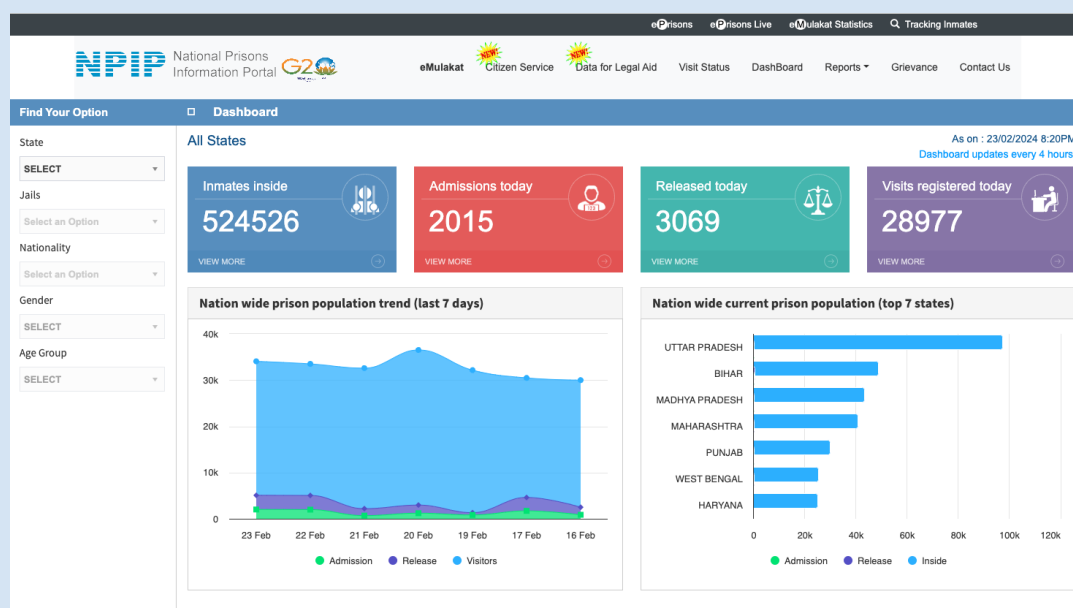 ePrisons ePrisons Live eMulakat Statistics Tracking Inmates
NPIP National Prisons Information Portal G20
eMulakat NEW! Citizen Service NEW! Data for Legal Aid Visit Status DashBoard Reports Grievance Contact Us
Find Your Option
Dashboard
State
SELECT
Jails
Select an Option
Nationality
Select an Option
Gender
SELECT
Age Group
SELECT
All States
As on : 23/02/2024 8:20PM
Dashboard updates every 4 hours
Inmates inside
524526
VIEW MORE
Admissions today
2015
VIEW MORE
Released today
3069
VIEW MORE
Visits registered today
28977
VIEW MORE
Nation wide prison population trend (last 7 days)
40k
30k
20k
10k
0
23 Feb 22 Feb 21 Feb 20 Feb 19 Feb 17 Feb 16 Feb
Admission Release Visitors
Nation wide current prison population (top 7 states)
UTTAR PRADESH
BIHAR
MADHYA PRADESH
MAHARASHTRA
PUNJAB
WEST BENGAL
HARYANA
0 20k 40k 60k 80k 100k 120k
Admission Release Inside